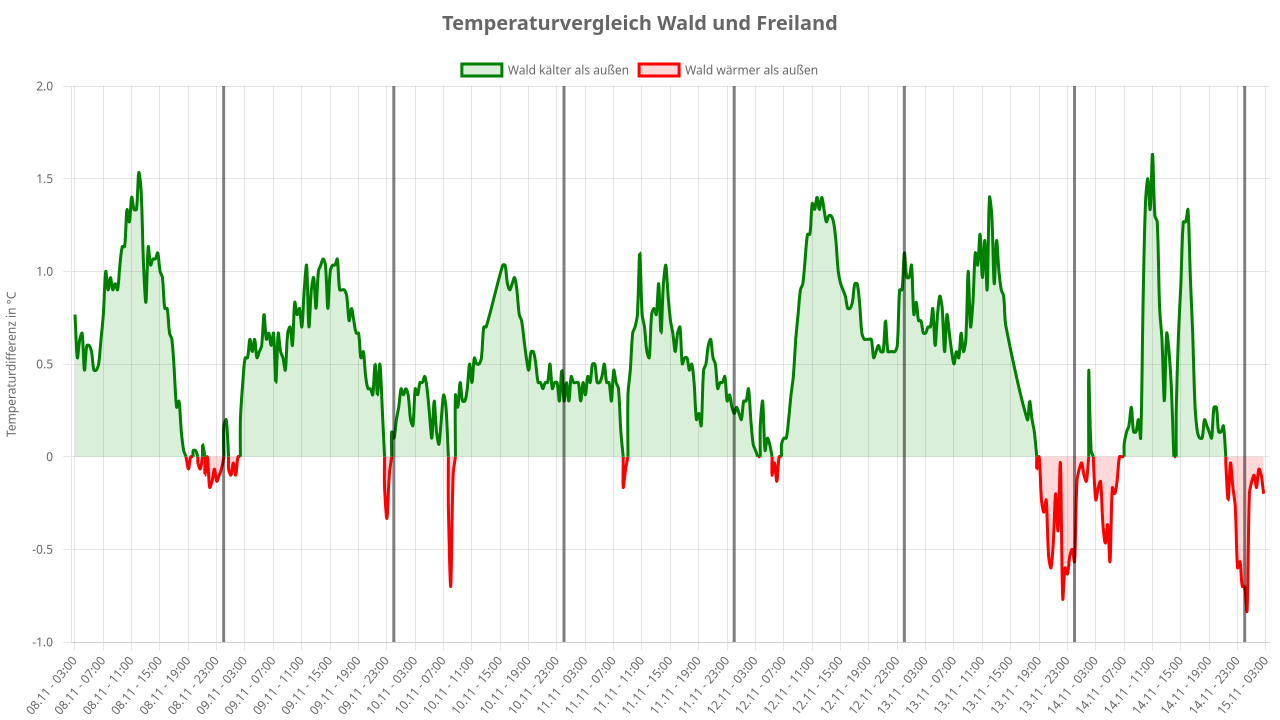 Temperaturvergleich Wald und Freiland
Wald kälter als außen
Wald wärmer als außen
Temperaturdifferenz in °C
2.0
1.5
1.0
0.5
0
-0.5
-1.0
08.11 - 03:00
08.11 - 07:00
08.11 - 11:00
08.11 - 15:00
08.11 - 19:00
08.11 - 23:00
09.11 - 03:00
09.11 - 07:00
09.11 - 11:00
09.11 - 15:00
09.11 - 19:00
09.11 - 23:00
10.11 - 03:00
10.11 - 07:00
10.11 - 11:00
10.11 - 15:00
10.11 - 19:00
10.11 - 23:00
11.11 - 03:00
11.11 - 07:00
11.11 - 11:00
11.11 - 15:00
11.11 - 19:00
11.11 - 23:00
12.11 - 03:00
12.11 - 07:00
12.11 - 11:00
12.11 - 15:00
12.11 - 19:00
12.11 - 23:00
13.11 - 03:00
13.11 - 07:00
13.11 - 11:00
13.11 - 15:00
13.11 - 19:00
13.11 - 23:00
14.11 - 03:00
14.11 - 07:00
14.11 - 11:00
14.11 - 15:00
14.11 - 19:00
14.11 - 23:00
15.11 - 03:00